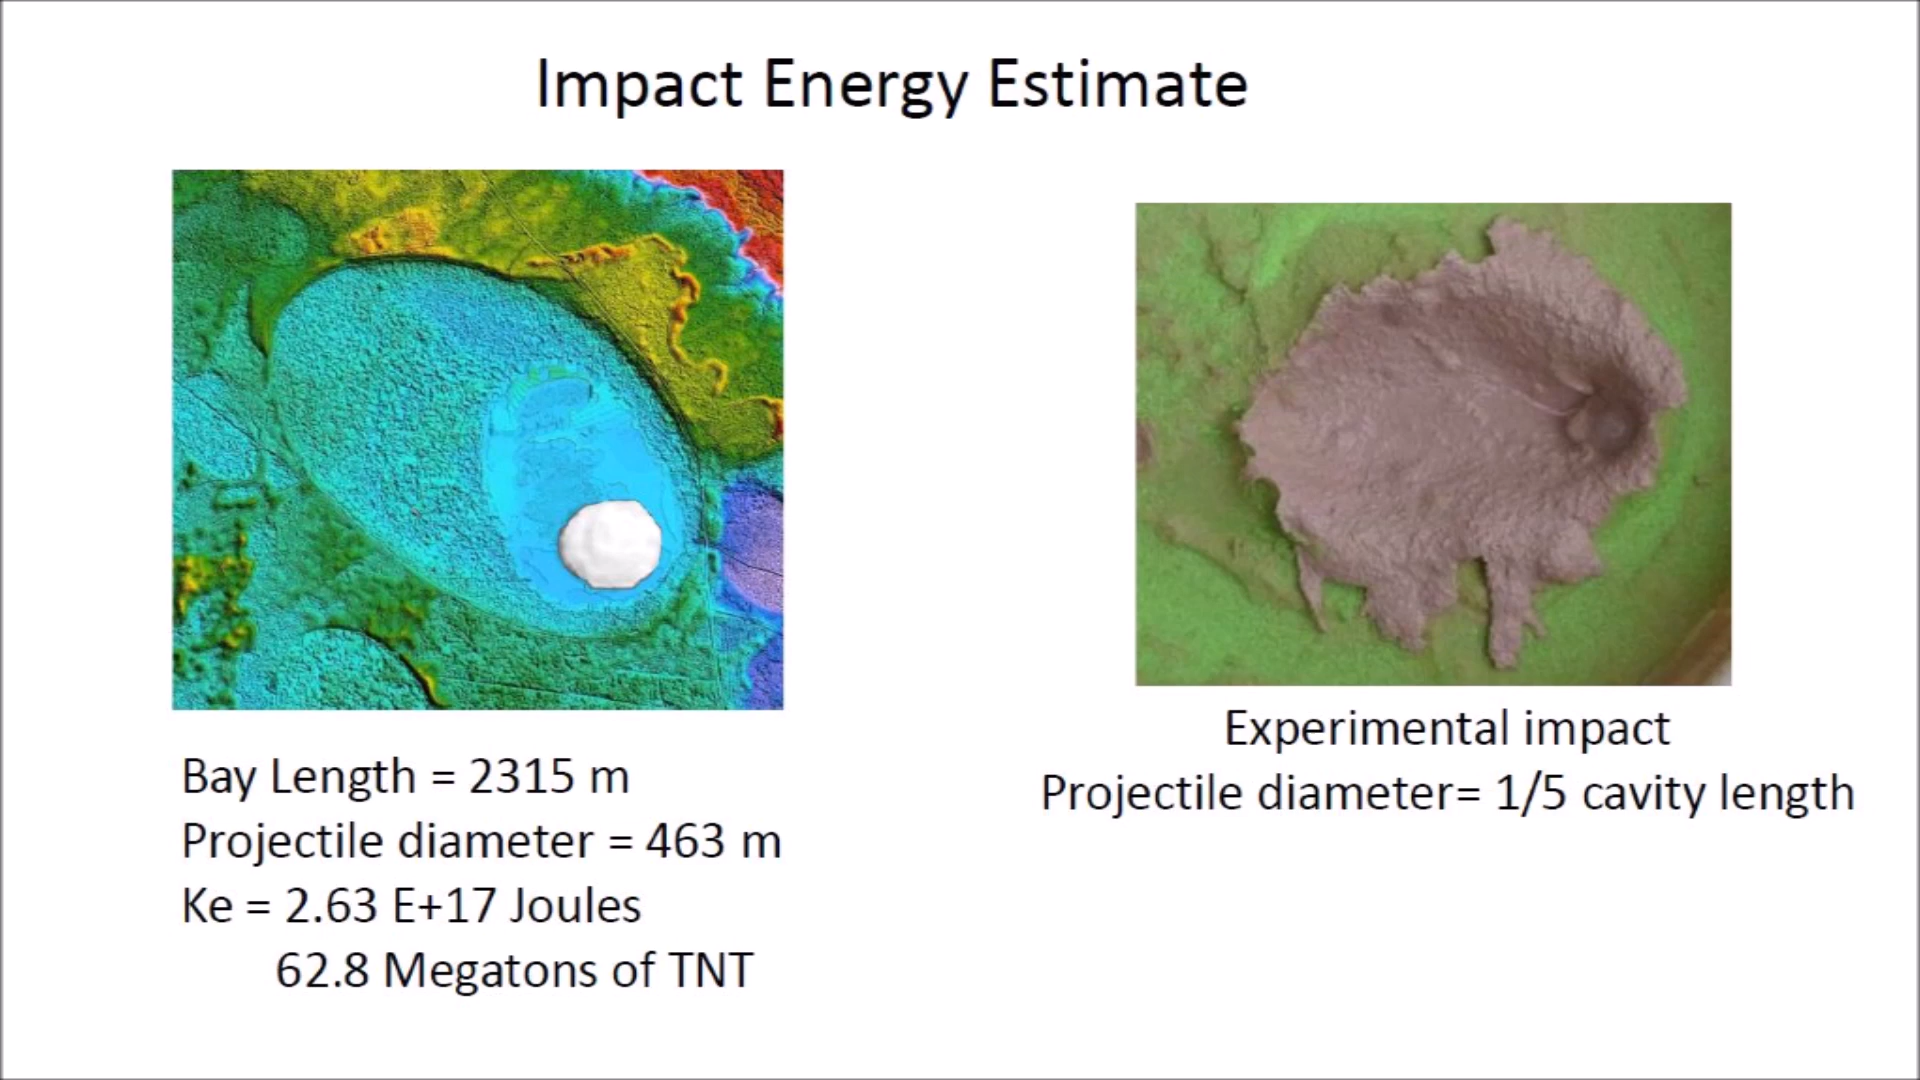 Impact Energy Estimate
Bay Length = 2315 m
Projectile diameter = 463 m
Ke = 2.63 E+17 Joules
62.8 Megatons of TNT
Experimental impact
Projectile diameter= 1/5 cavity length